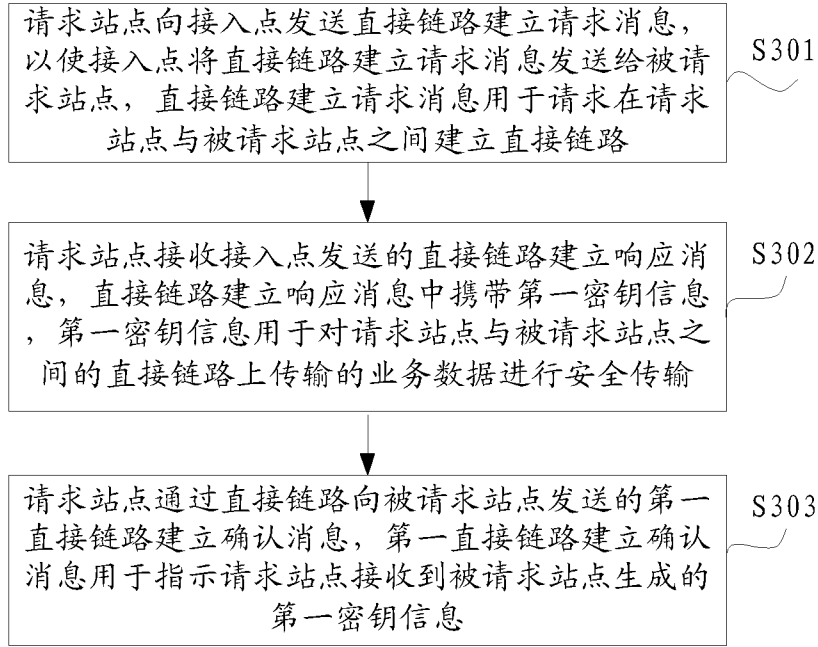 请求站点向接入点发送直接链路建立请求消息，
以使接入点将直接链路建立请求消息发送给被请
求站点，直接链路建立请求消息用于请求在请求
站点与被请求站点之间建立直接链路
S301
请求站点接收接入点发送的直接链路建立响应消
息，直接链路建立响应消息中携带第一密钥信息
，第一密钥信息用于对请求站点与被请求站点之
间的直接链路上传输的业务数据进行安全传输
S302
请求站点通过直接链路向被请求站点发送的第一
直接链路建立确认消息，第一直接链路建立确认
消息用于指示请求站点接收到被请求站点生成的
第一密钥信息
S303